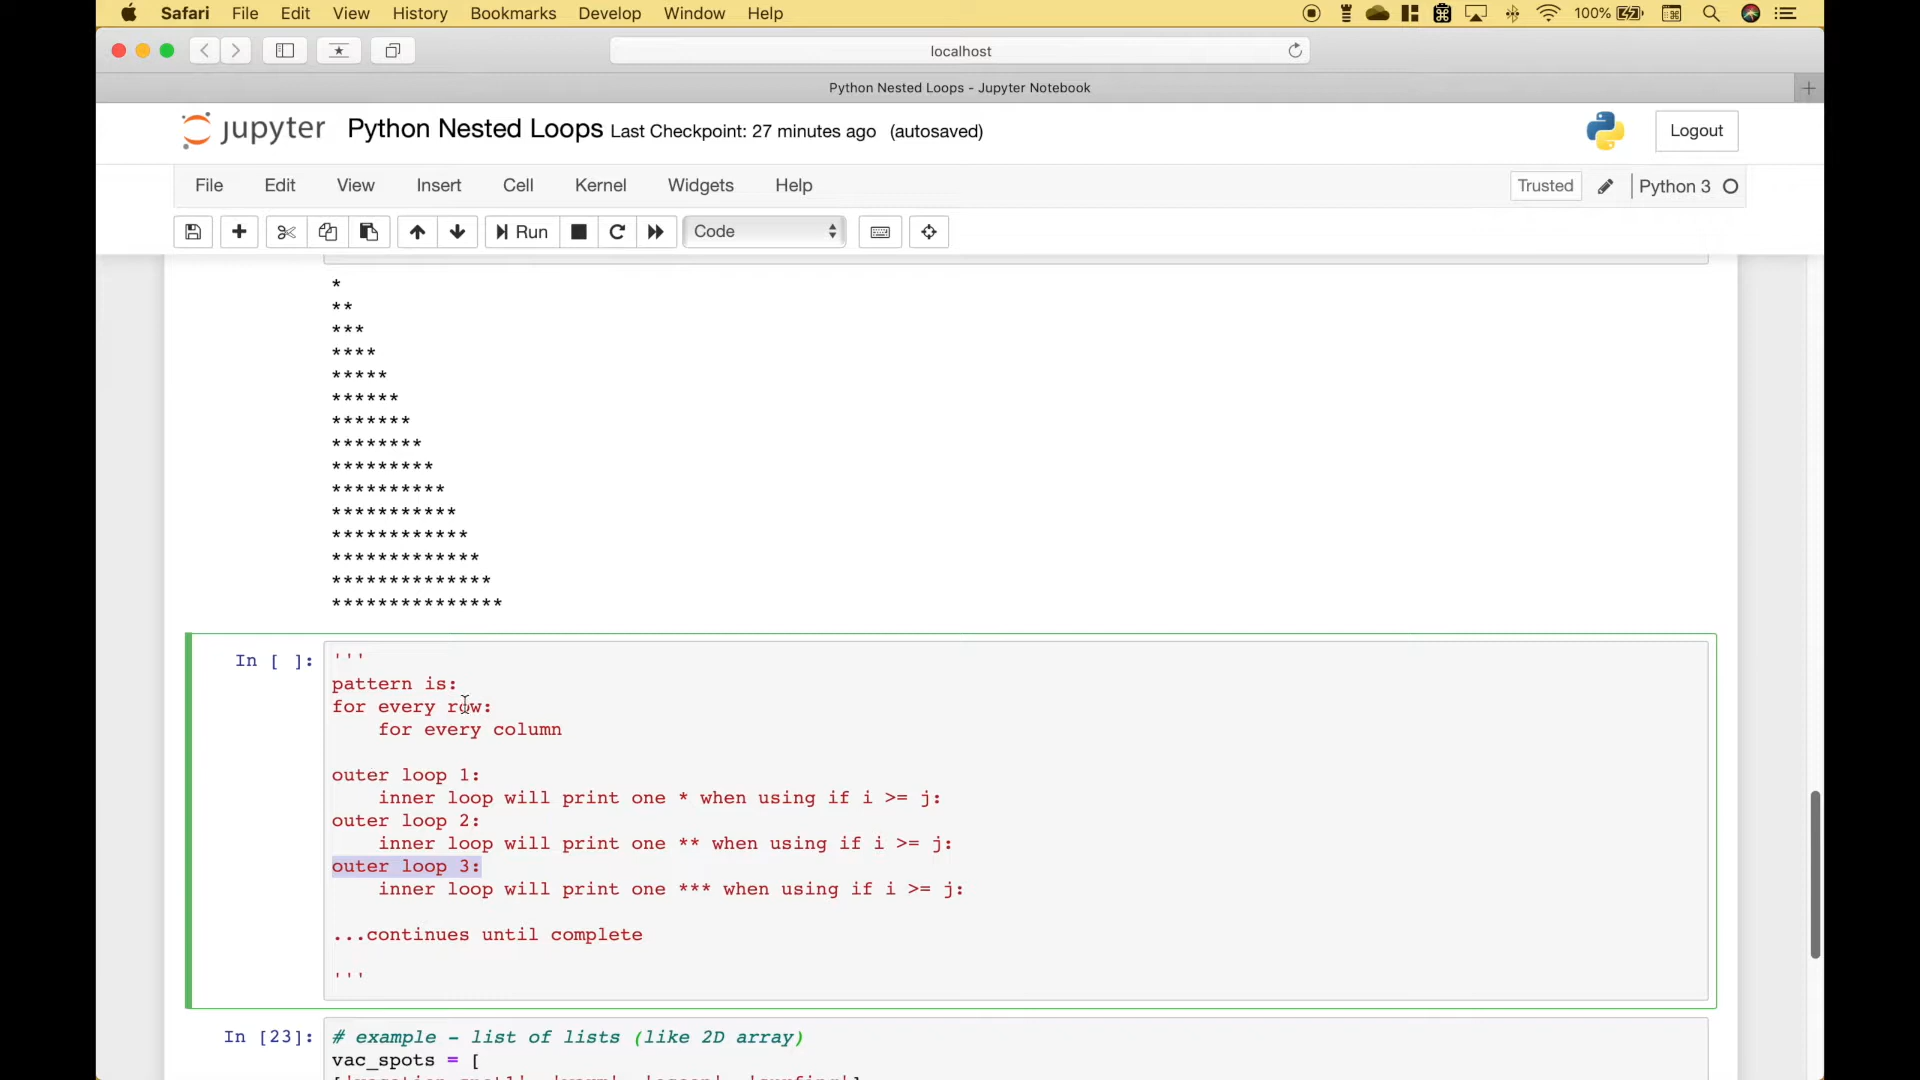 Safari File Edit View History Bookmarks Develop Window Help 100%
localhost
Python Nested Loops - Jupyter Notebook
jupyter Python Nested Loops Last Checkpoint: 27 minutes ago (autosaved) Logout
File Edit View Insert Cell Kernel Widgets Help Trusted Python 3
Run Code
*
**
***
****
*****
******
*******
********
*********
**********
***********
************
*************
**************
***************
In [ ]: '''
pattern is:
for every row:
    for every column
outer loop 1:
    inner loop will print one * when using if i >= j:
outer loop 2:
    inner loop will print one ** when using if i >= j:
outer loop 3:
    inner loop will print one *** when using if i >= j:
...continues until complete
'''
In [23]: # example - list of lists (like 2D array)
vac_spots = [